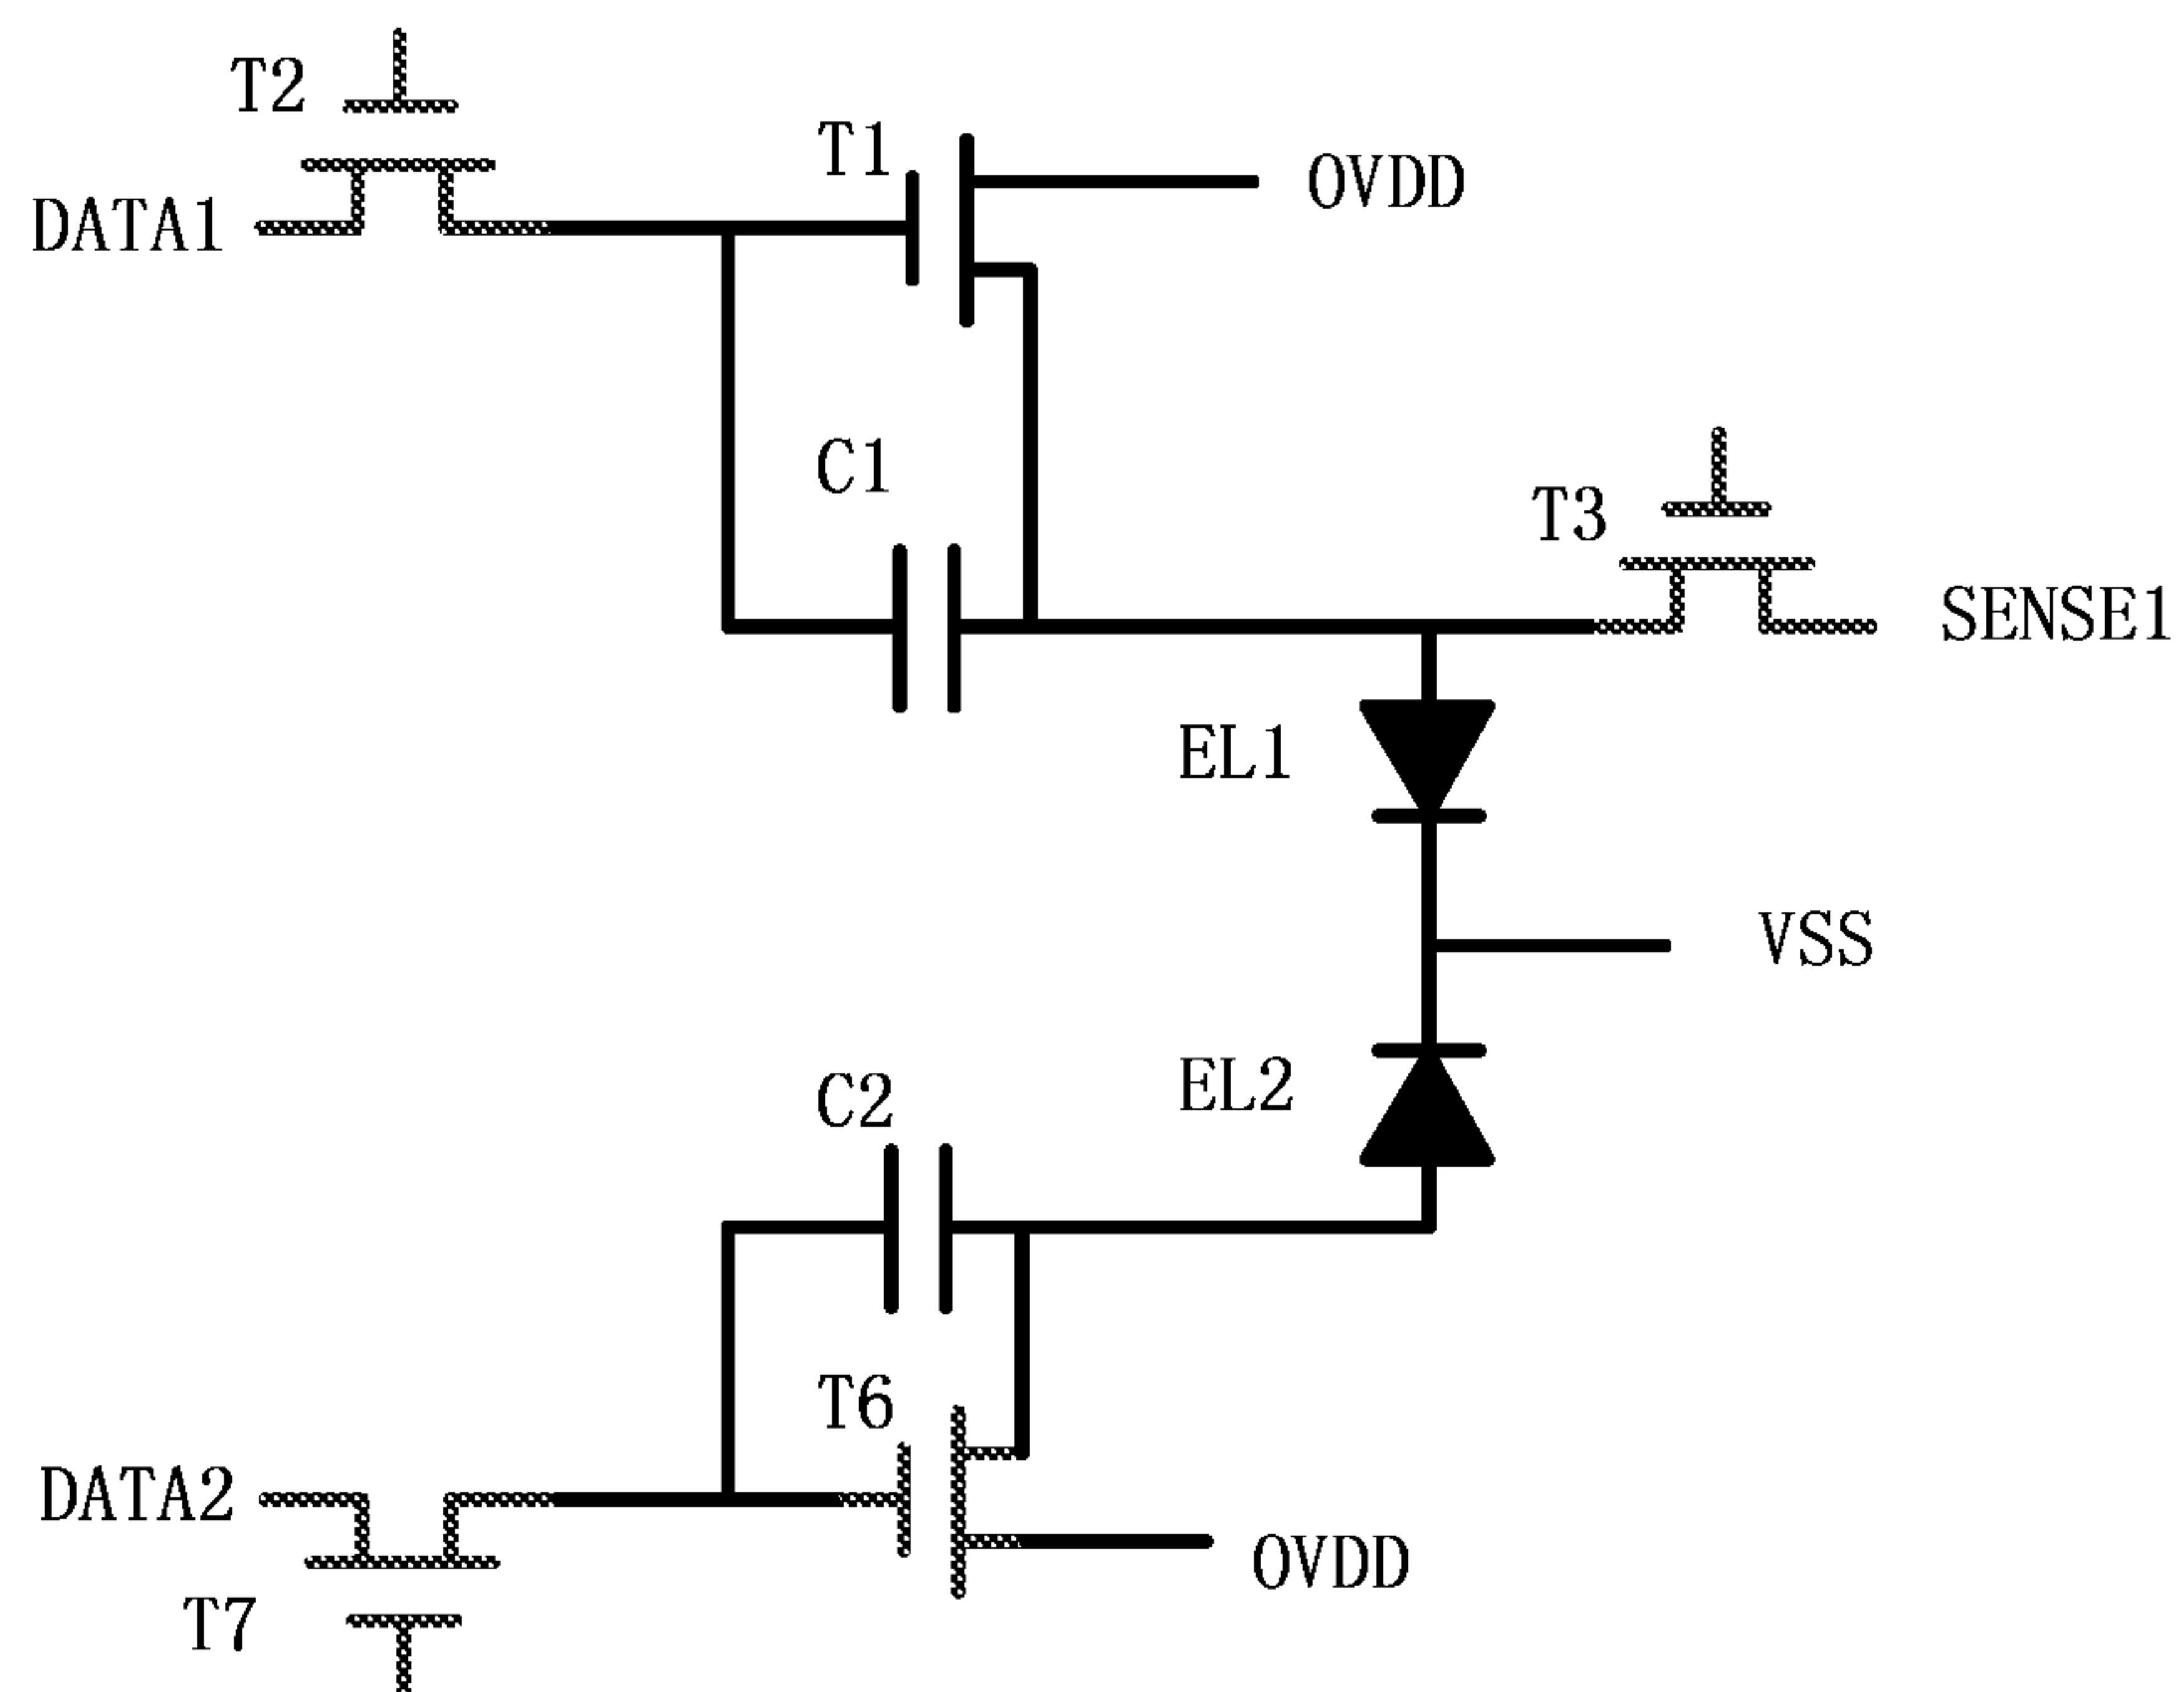 T2
T1
OVDD
DATA1
C1
T3
SENSE1
EL1
VSS
EL2
C2
T6
DATA2
OVDD
T7